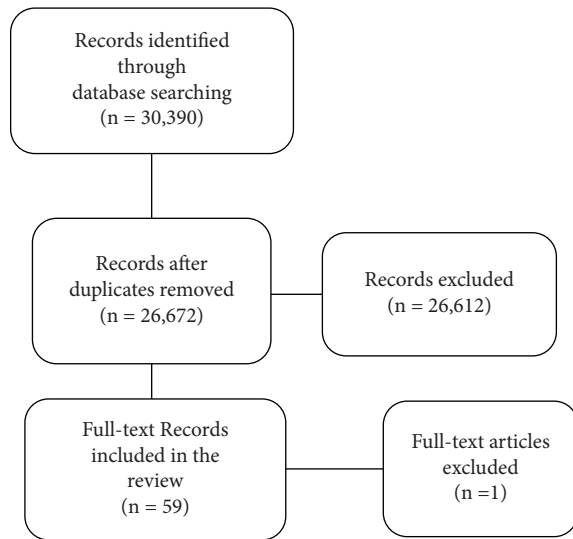 Records identified
through
database searching
(n = 30,390)
Records after
duplicates removed
(n = 26,672)
Records excluded
(n = 26,612)
Full-text Records
included in the
review
(n = 59)
Full-text articles
excluded
(n =1)